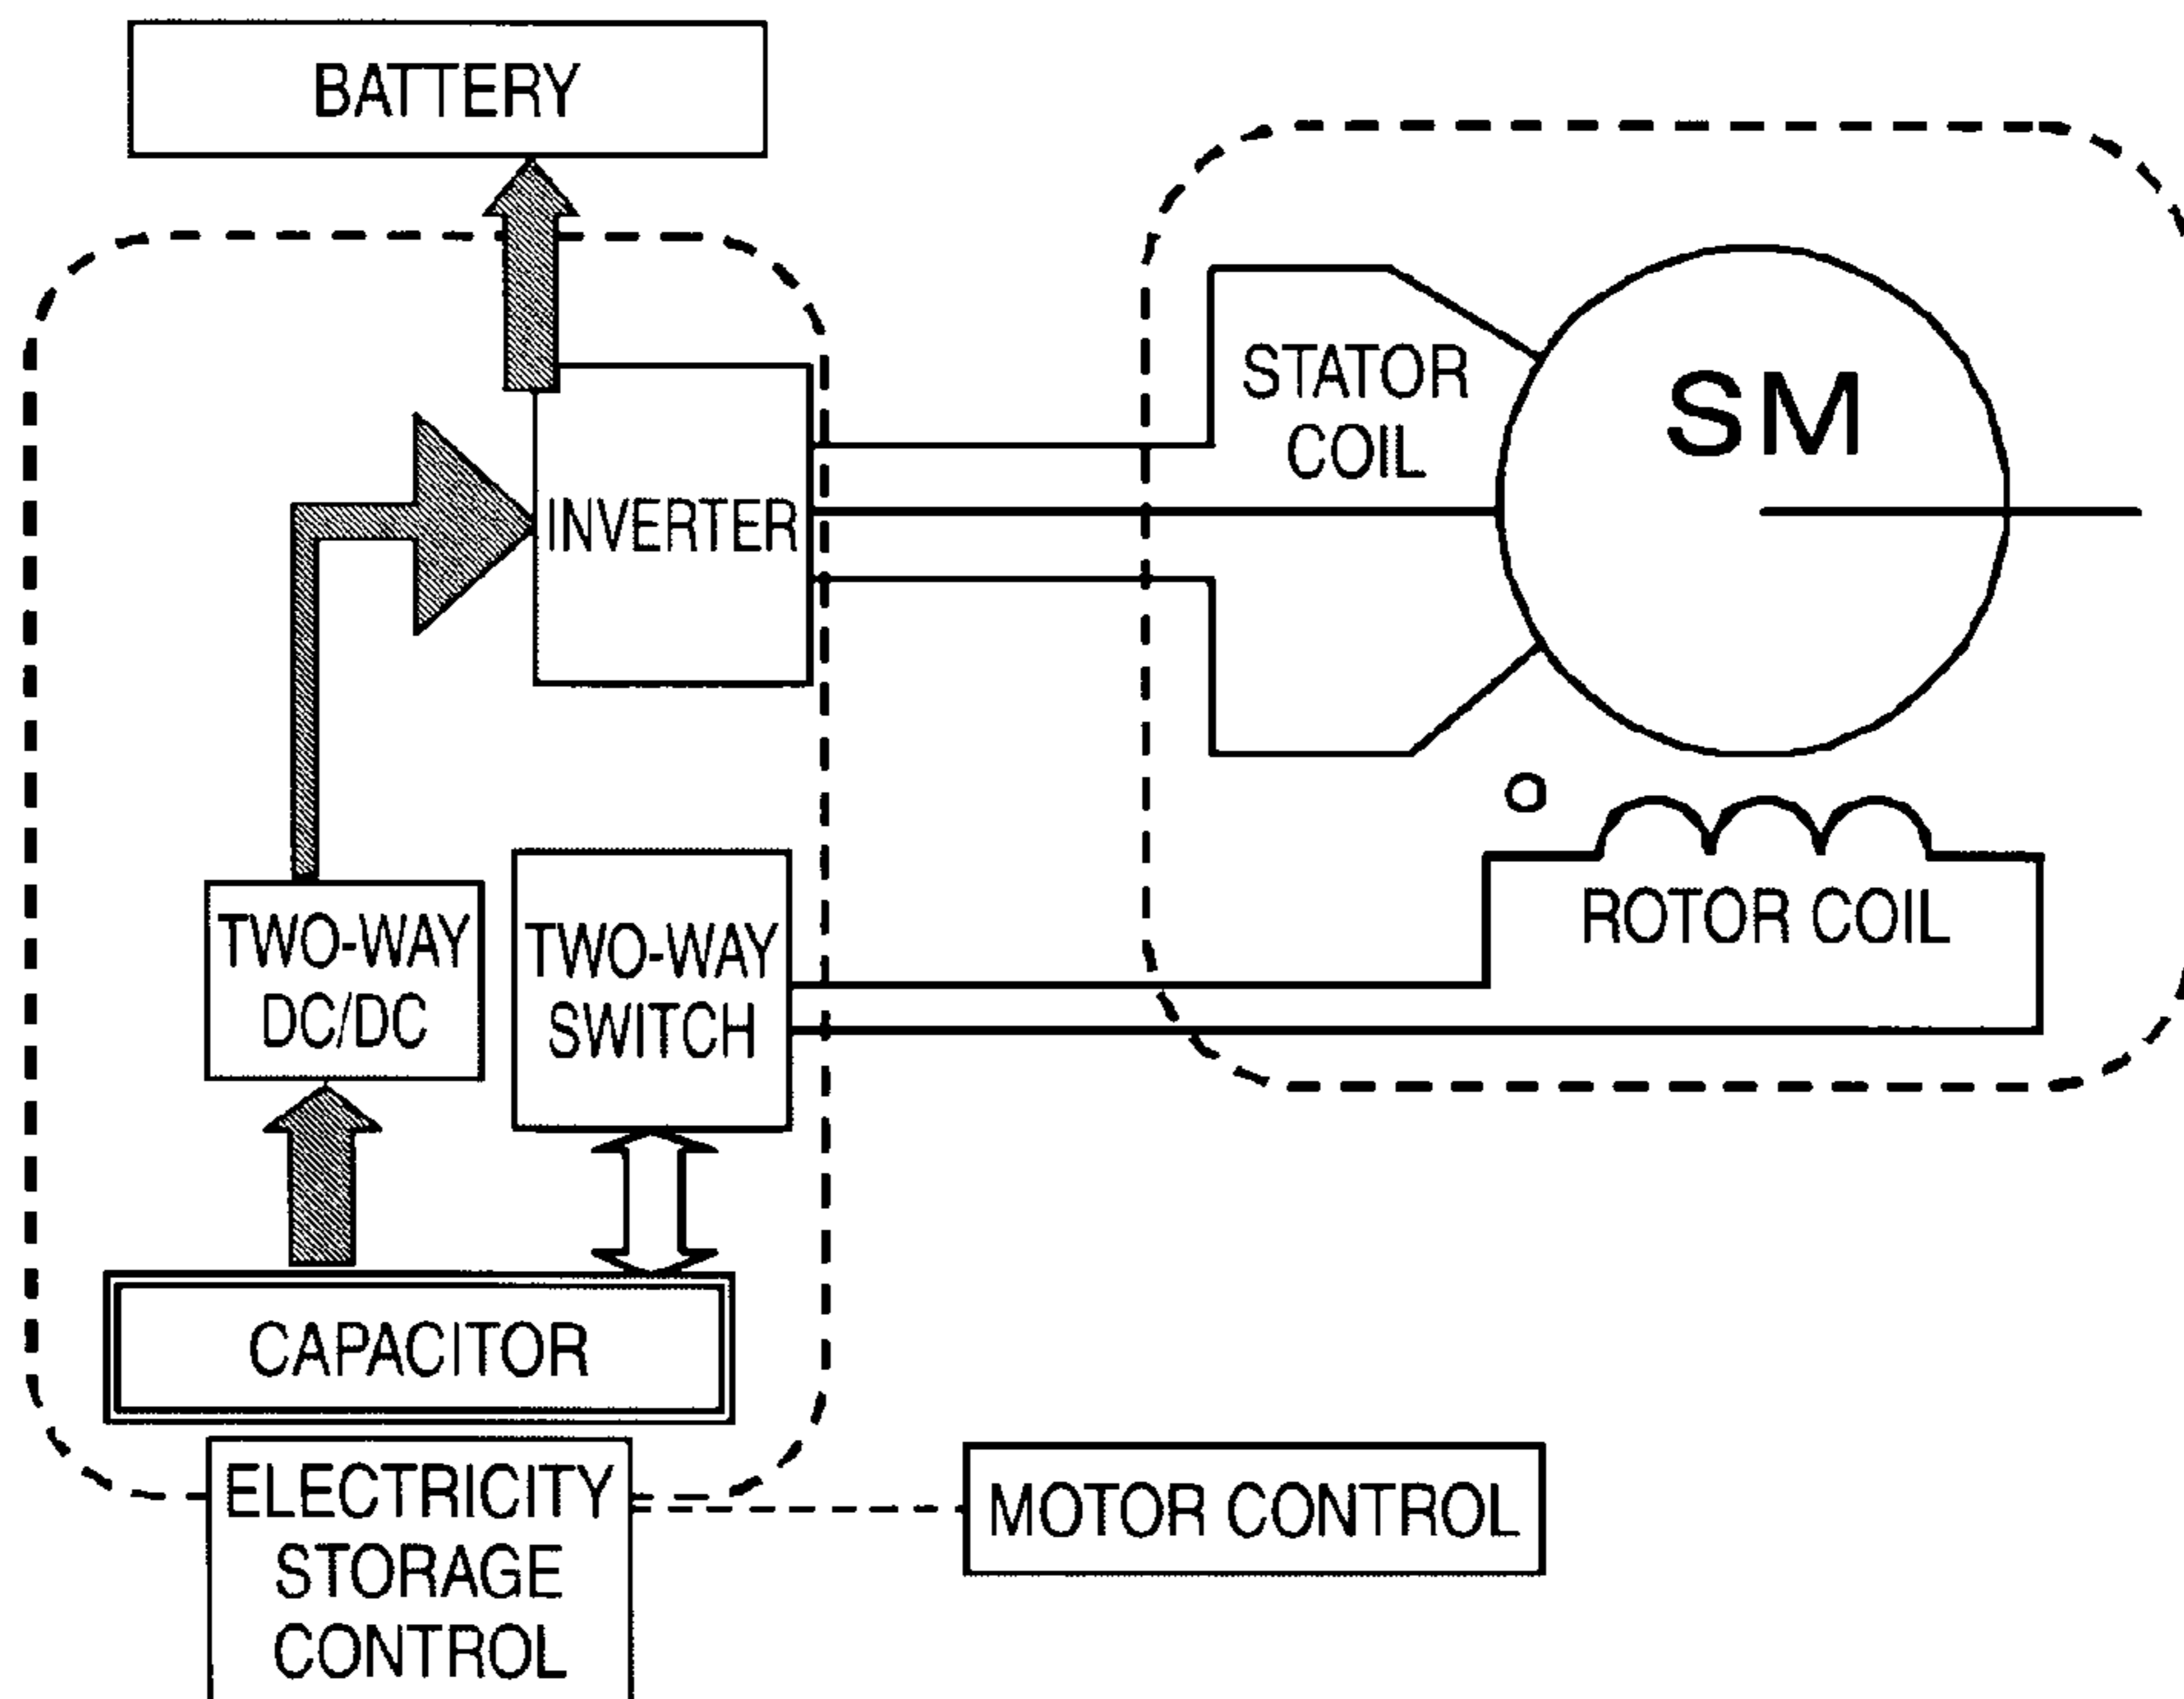 BATTERY
STATOR
COIL
SM
INVERTER
TWO-WAY
DC/DC
TWO-WAY
SWITCH
ROTOR COIL
CAPACITOR
ELECTRICITY
STORAGE
CONTROL
MOTOR CONTROL